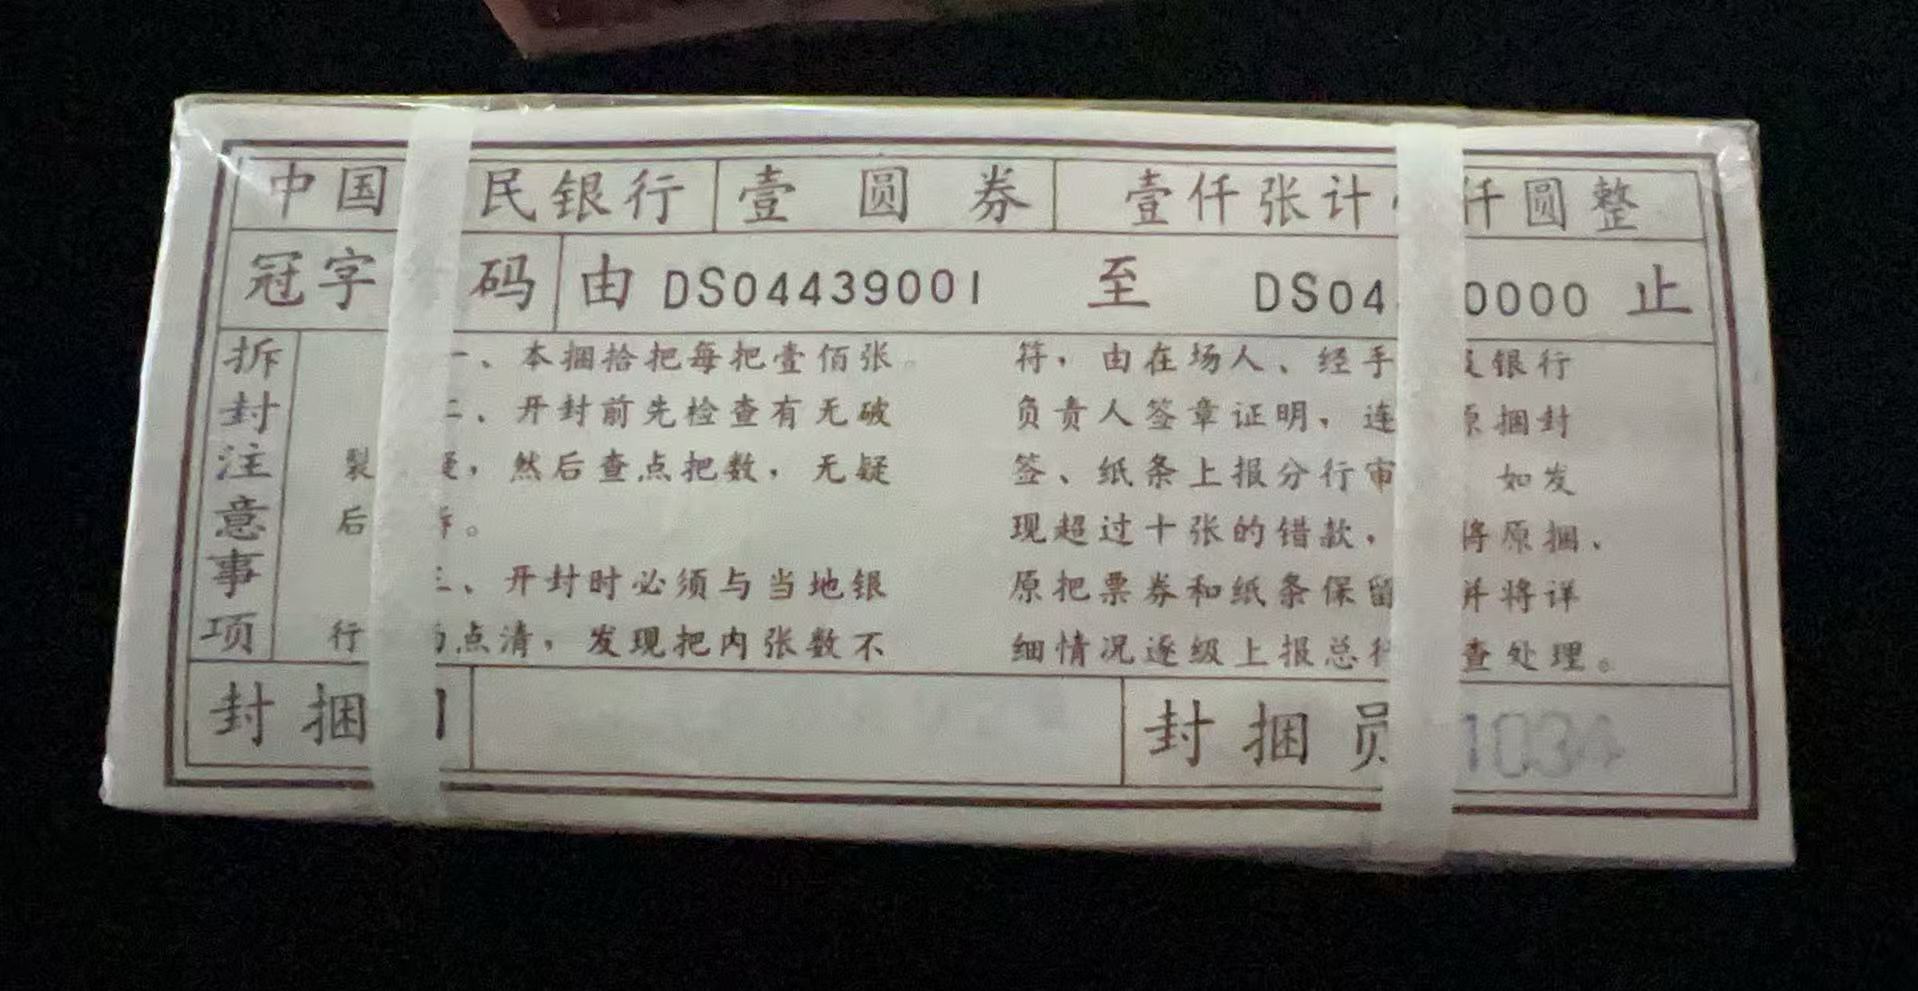 中国 民银行 壹圆券 壹仟张计 仟圆整
冠字 码 由 DS04439001 至 DS04 0000 止
拆封注意事项
一、本捆拾把每把壹佰张。
二、开封前先检查有无破
裂 疑,然后查点把数,无疑
后 。
三、开封时必须与当地银
行 点清,发现把内张数不
符,由在场人、经手 及银行
负责人签章证明,连 原捆封
签、纸条上报分行审 如发
现超过十张的错款, 将原捆、
原把票券和纸条保留 并将详
细情况逐级上报总行 查处理。
封捆
封捆员 1034